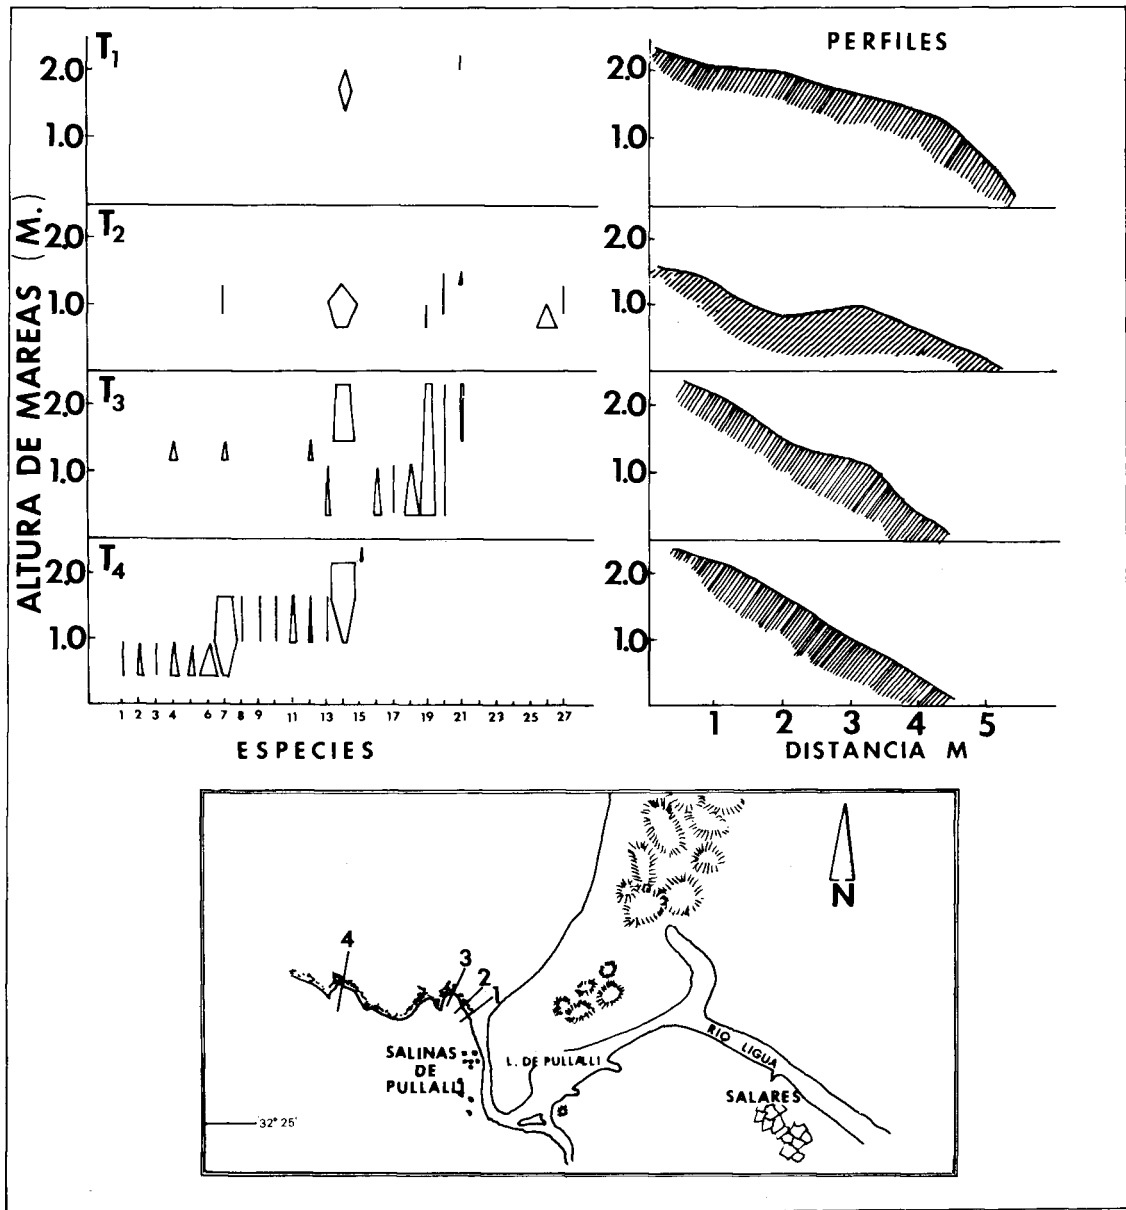 T1
PERFILES
2.0
1.0
2.0
1.0
T2
2.0
1.0
2.0
1.0
T3
2.0
1.0
2.0
1.0
T4
2.0
1.0
2.0
1.0
ALTURA DE MAREAS (M.)
1 2 3 4 5 6 7 8 9 11 13 15 17 19 21 26 27
ESPECIES
1 2 3 4 5
DISTANCIA M
4
3
2
1
N
SALINAS
DE
PULLALLI
L. DE PULLALLI
RIO LIGUA
SALARES
32° 25'